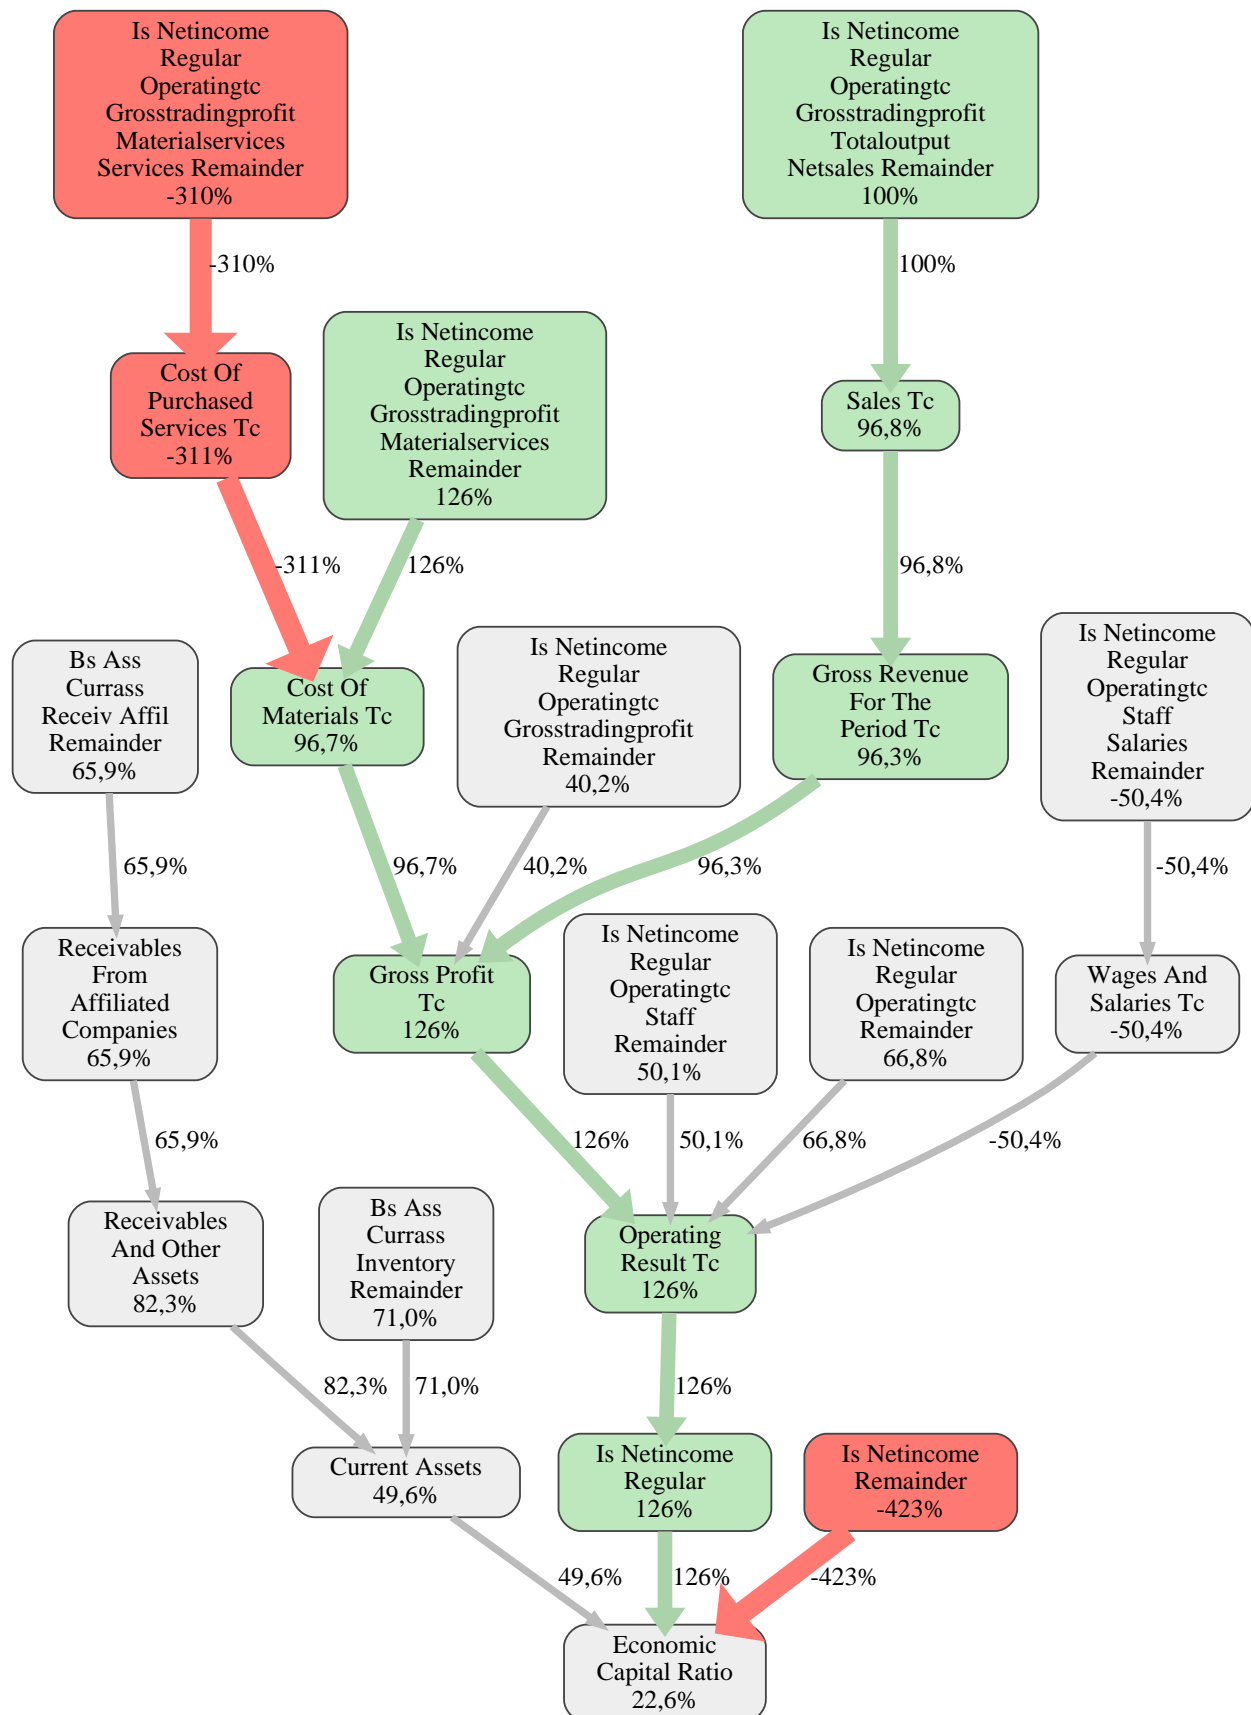 Is Netincome
Regular
Operatingtc
Grosstradingprofit
Materialservices
Services Remainder
-310%
Is Netincome
Regular
Operatingtc
Grosstradingprofit
Totaloutput
Netsales Remainder
100%
-310%
100%
Is Netincome
Regular
Operatingtc
Grosstradingprofit
Materialservices
Remainder
126%
Cost Of
Purchased
Services Tc
-311%
Sales Tc
96,8%
-311%
126%
96,8%
Bs Ass
Currass
Receiv Affil
Remainder
65,9%
Cost Of
Materials Tc
96,7%
Is Netincome
Regular
Operatingtc
Grosstradingprofit
Remainder
40,2%
Gross Revenue
For The
Period Tc
96,3%
Is Netincome
Regular
Operatingtc
Staff
Salaries
Remainder
-50,4%
65,9%
96,7%
40,2%
96,3%
-50,4%
Receivables
From
Affiliated
Companies
65,9%
Gross Profit
Tc
126%
Is Netincome
Regular
Operatingtc
Staff
Remainder
50,1%
Is Netincome
Regular
Operatingtc
Remainder
66,8%
Wages And
Salaries Tc
-50,4%
65,9%
126%
50,1%
66,8%
-50,4%
Receivables
And Other
Assets
82,3%
Bs Ass
Currass
Inventory
Remainder
71,0%
Operating
Result Tc
126%
82,3%
71,0%
126%
Current Assets
49,6%
Is Netincome
Regular
126%
Is Netincome
Remainder
-423%
49,6%
126%
-423%
Economic
Capital Ratio
22,6%